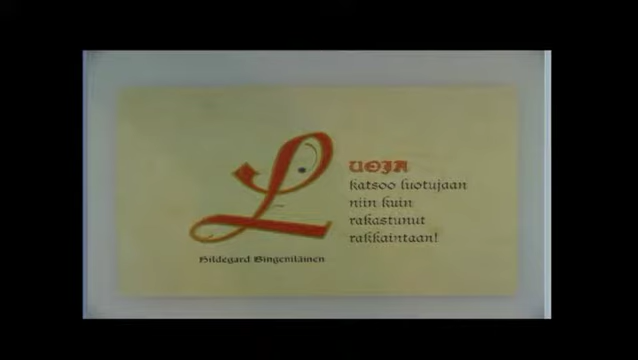 LUOJA
katsoo luotujaan
niin kuin
rakastunut
rakkaintaan!
Hildegard Bingeniläinen